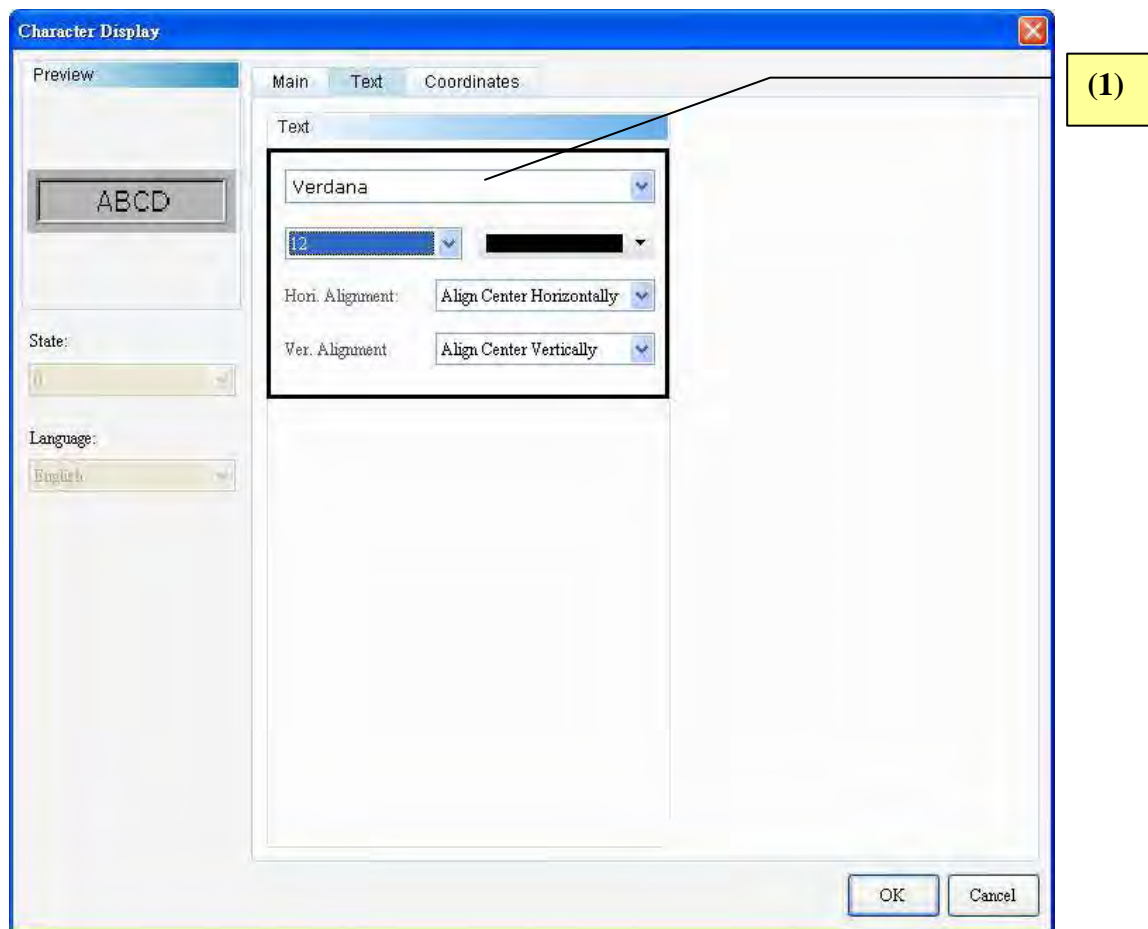 Character Display
Preview
Main Text Coordinates
(1)
Text
ABCD
Verdana
12
Hori. Alignment: Align Center Horizontally
State:
Ver. Alignment Align Center Vertically
0
Language:
English
OK Cancel